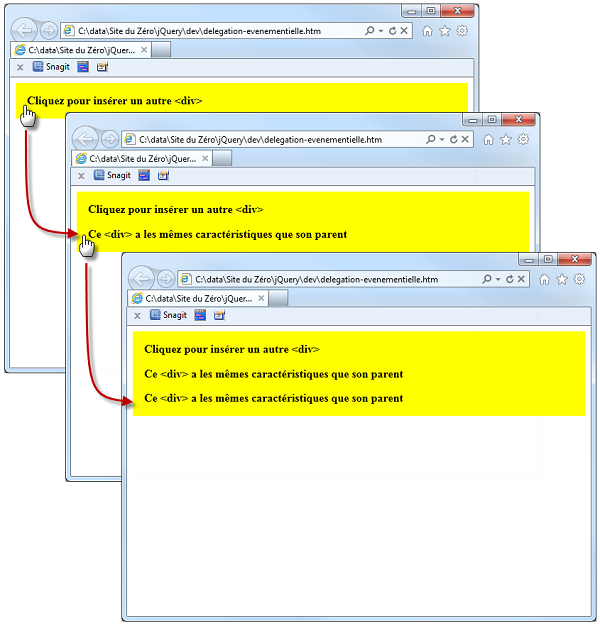 C:\data\Site du Zéro\jQuery\dev\delegation-evenementielle.htm
C:\data\Site du Zéro\jQuer...
x Snagit
Cliquez pour insérer un autre <div>
C:\data\Site du Zéro\jQuery\dev\delegation-evenementielle.htm
C:\data\Site du Zéro\jQuer...
x Snagit
Cliquez pour insérer un autre <div>
Ce <div> a les mêmes caractéristiques que son parent
C:\data\Site du Zéro\jQuery\dev\delegation-evenementielle.htm
C:\data\Site du Zéro\jQuer...
x Snagit
Cliquez pour insérer un autre <div>
Ce <div> a les mêmes caractéristiques que son parent
Ce <div> a les mêmes caractéristiques que son parent